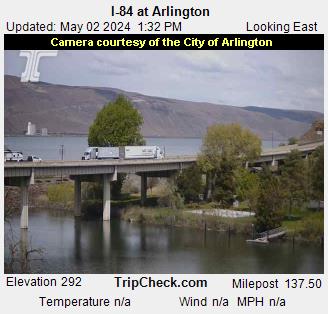 I-84 at Arlington
Updated: May 02 2024 1:32 PM Looking East
Camera courtesy of the City of Arlington
Elevation 292 TripCheck.com Milepost 137.50
Temperature n/a Wind n/a MPH n/a